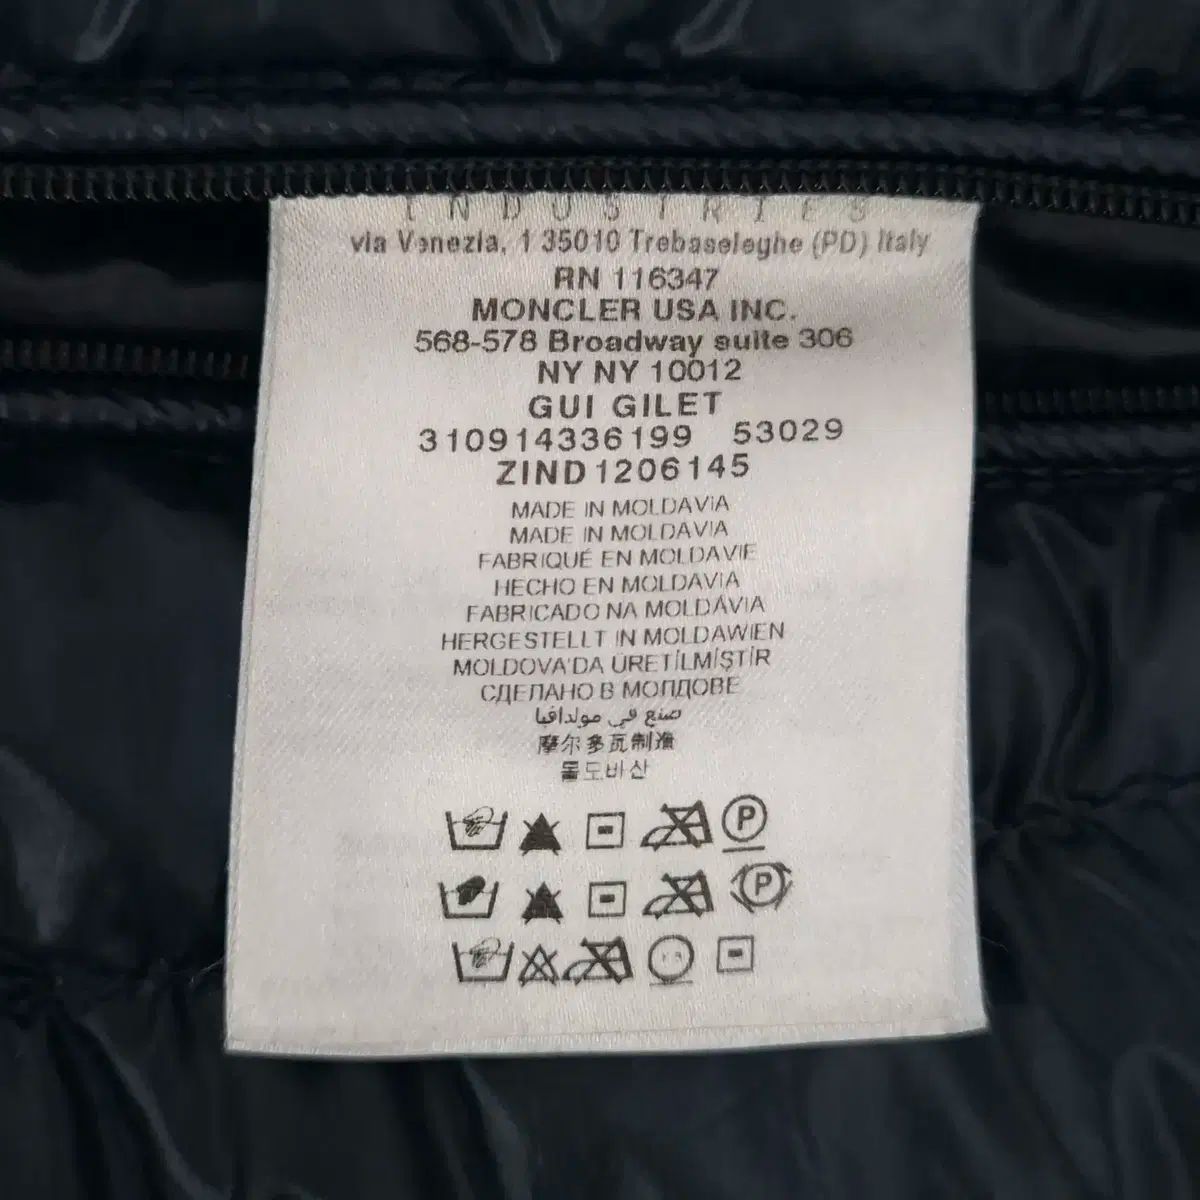 INDUSTRIES
via Venezia, 1 35010 Trebaseleghe (PD) Italy
RN 116347
MONCLER USA INC.
568-578 Broadway suite 306
NY NY 10012
GUI GILET
310914336199 53029
ZIND1206145
MADE IN MOLDAVIA
MADE IN MOLDAVIA
FABRIQUÉ EN MOLDAVIE
HECHO EN MOLDAVIA
FABRICADO NA MOLDÁVIA
HERGESTELLT IN MOLDAWIEN
MOLDOVA'DA ÜRETİLMİŞTİR
СДЕЛАНО В МОЛДОВЕ
صنع في مولدافيا
摩尔多瓦制造
몰도바산
P
P